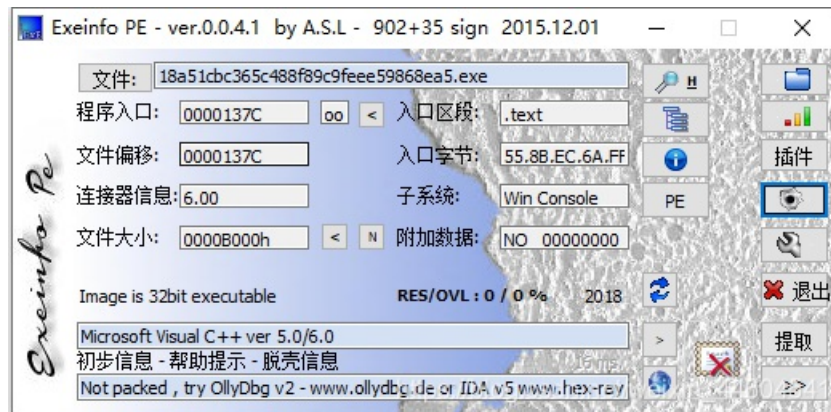 Exeinfo PE - ver.0.0.4.1 by A.S.L - 902+35 sign 2015.12.01
文件: 18a51cbc365c488f89c9feee59868ea5.exe
H
程序入口: 0000137C oo < 入口区段: .text
文件偏移: 0000137C 入口字节: 55.8B.EC.6A.FF
插件
连接器信息: 6.00 子系统: Win Console
PE
文件大小: 0000B000h < N 附加数据: NO 00000000
Exeinfo Pe
Image is 32bit executable RES/OVL : 0 / 0 % 2018
退出
Microsoft Visual C++ ver 5.0/6.0
>
提取
初步信息 - 帮助提示 - 脱壳信息
Not packed , try OllyDbg v2 - www.ollydbg.de or IDA v5 www.hex-ray
>>